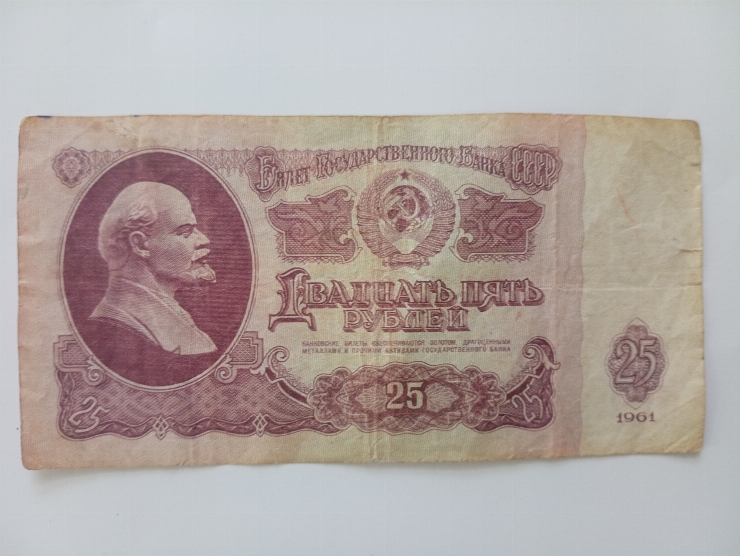 Билет Государственного Банка СССР
Двадцать пять
рублей
БАНКОВСКИЕ БИЛЕТЫ ОБЕСПЕЧИВАЮТСЯ ЗОЛОТОМ, ДРАГОЦЕННЫМИ
МЕТАЛЛАМИ И ПРОЧИМИ АКТИВАМИ ГОСУДАРСТВЕННОГО БАНКА
25
25
25
25
1961